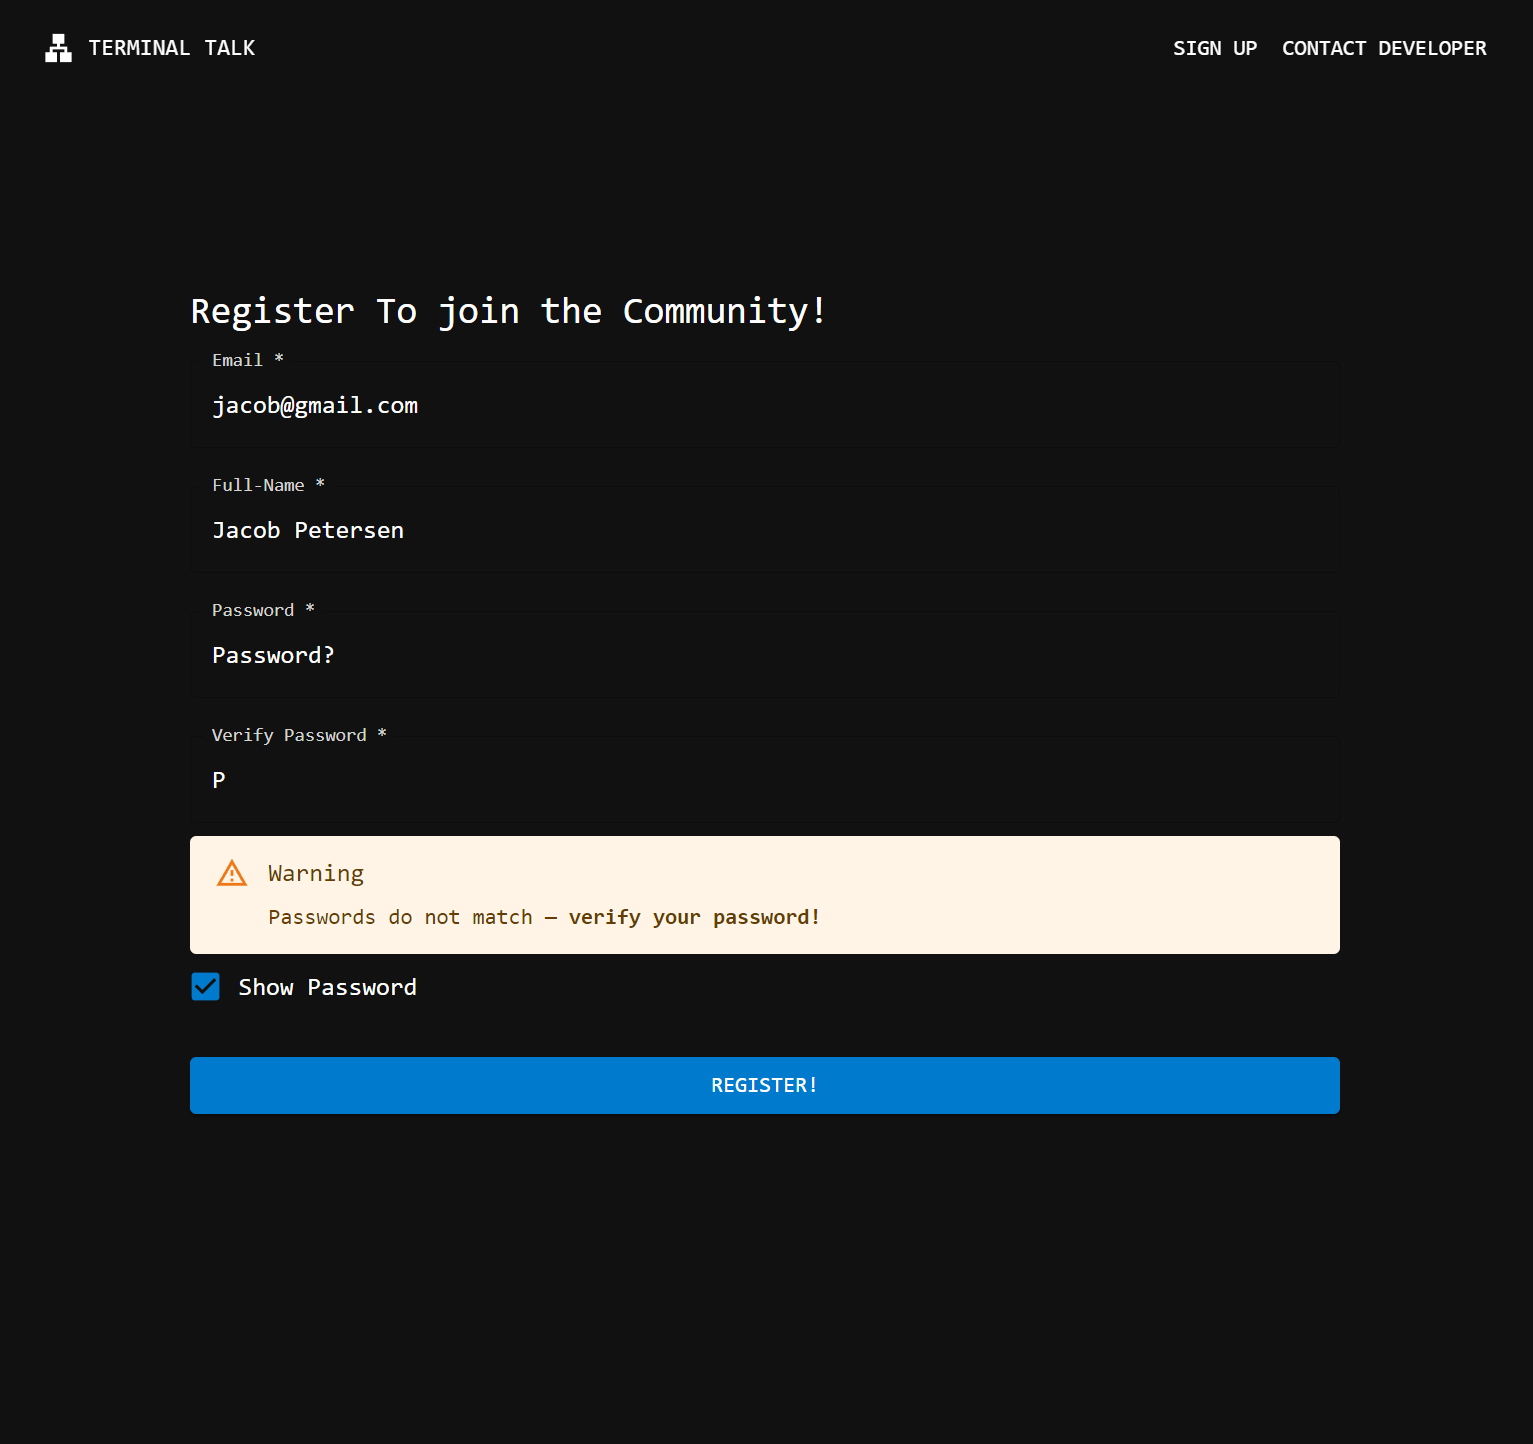 TERMINAL TALK
SIGN UP CONTACT DEVELOPER
Register To join the Community!
Email *
jacob@gmail.com
Full-Name *
Jacob Petersen
Password *
Password?
Verify Password *
P
Warning
Passwords do not match — verify your password!
Show Password
REGISTER!